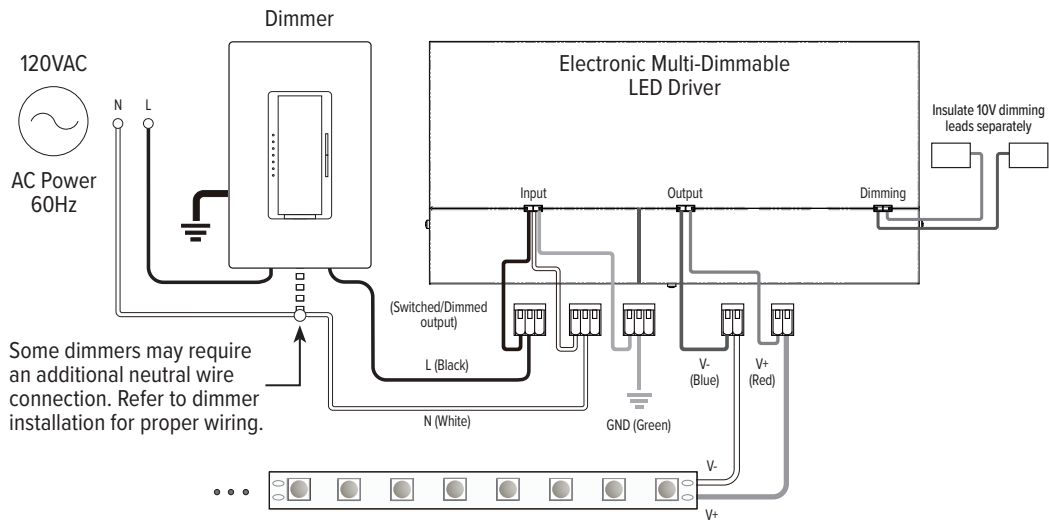 Dimmer
120VAC
N
L
AC Power
60Hz
Electronic Multi-Dimmable
LED Driver
Insulate 10V dimming
leads separately
Input
Output
Dimming
(Switched/Dimmed
output)
L (Black)
N (White)
GND (Green)
V-
(Blue)
V+
(Red)
Some dimmers may require
an additional neutral wire
connection. Refer to dimmer
installation for proper wiring.
V-
V+